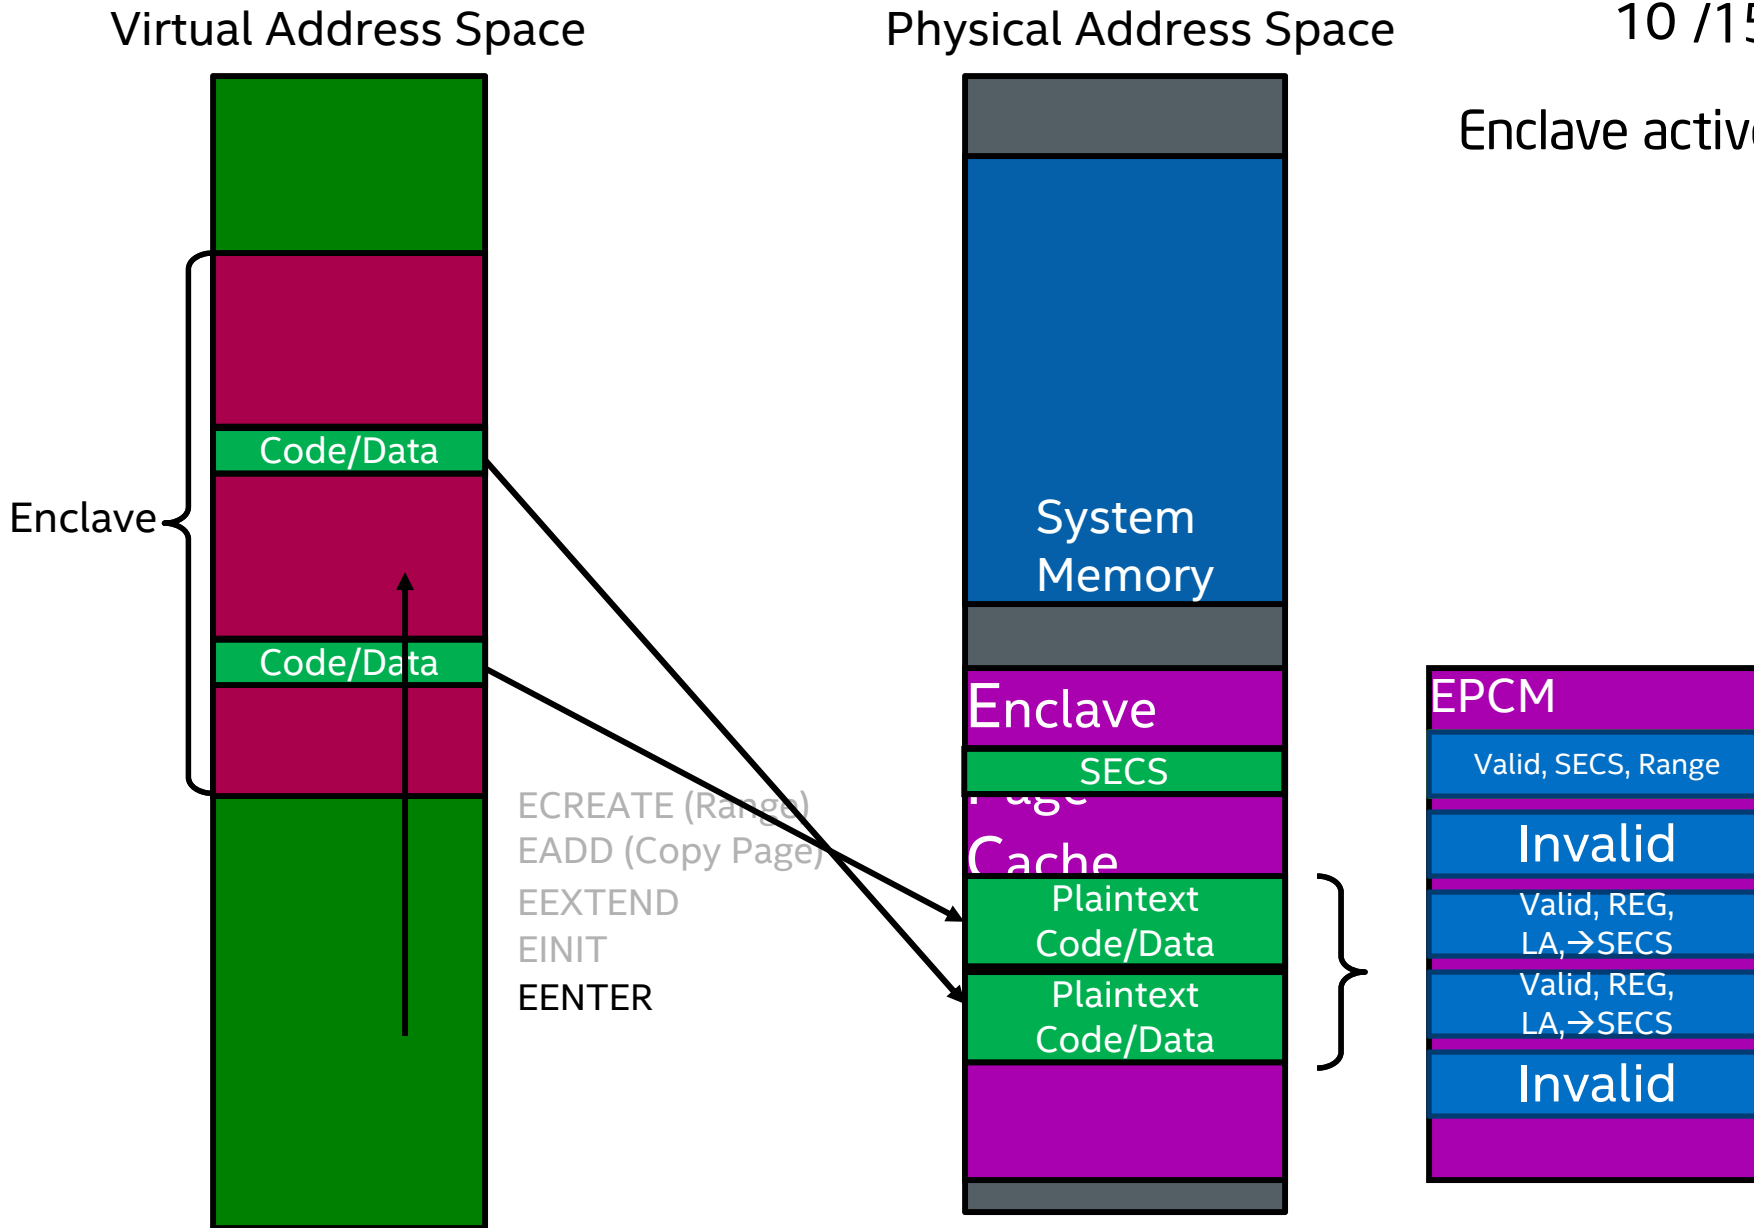 Virtual Address Space
Physical Address Space
10 /15
Enclave active
Code/Data
Enclave
Code/Data
ECREATE (Range)
EADD (Copy Page)
EEXTEND
EINIT
EENTER
System
Memory
Enclave
SECS
Page
Cache
Plaintext
Code/Data
Plaintext
Code/Data
EPCM
Valid, SECS, Range
Invalid
Valid, REG,
LA,→SECS
Valid, REG,
LA,→SECS
Invalid